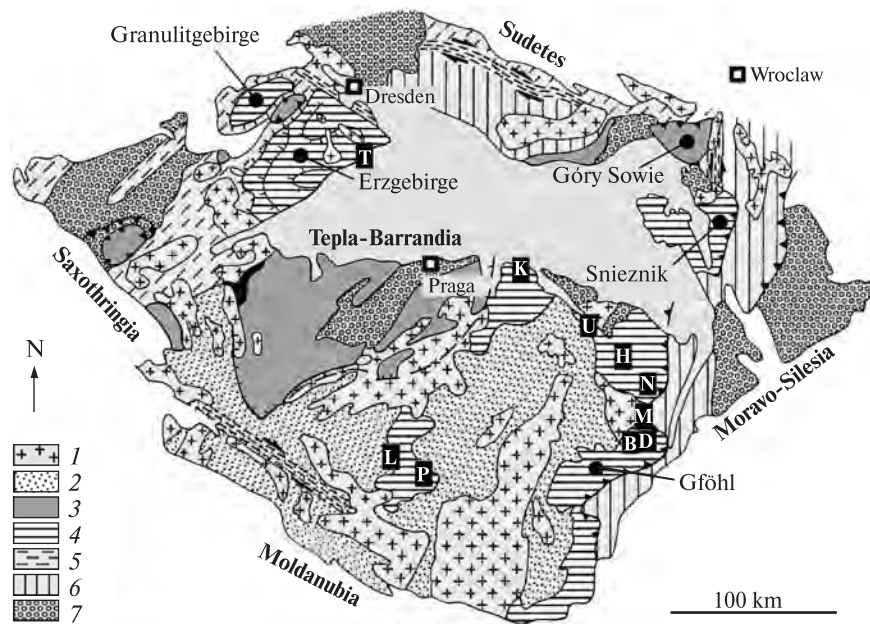 Granulitgebirge
Sudetes
Wroclaw
Dresden
T
Erzgebirge
Góry Sowie
Tepla-Barrandia
Praga
K
Snieznik
Saxothringia
U
H
N
N
M
B D
Moravo-Silesia
L
P
Gföhl
Moldanubia
1
2
3
4
5
6
7
100 km